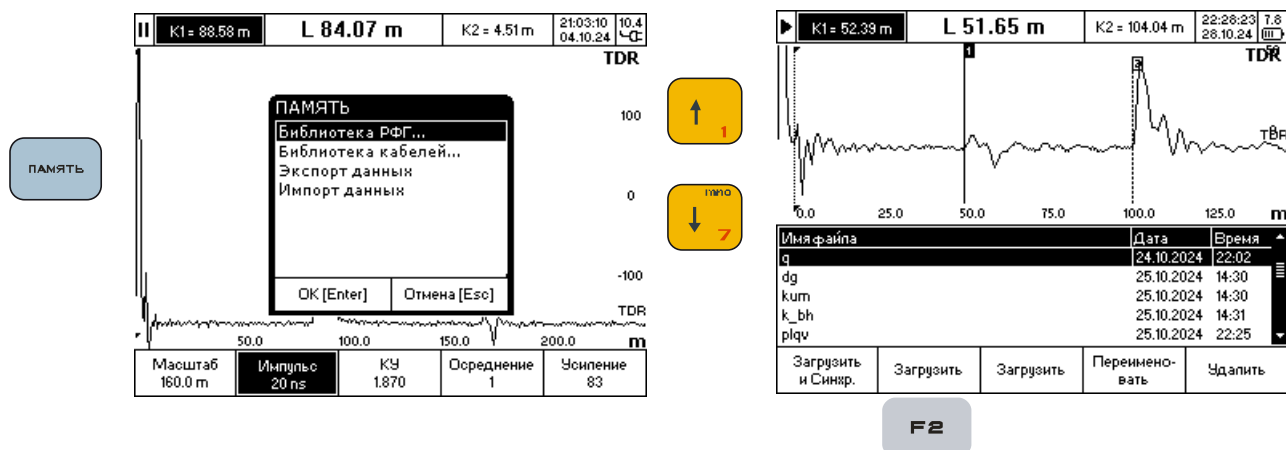 ПАМЯТЬ
K1 = 88.58 m
L 84.07 m
K2 = 4.51 m
21:03:10
04.10.24
10.4
TDR
ПАМЯТЬ
Библиотека РФГ...
Библиотека кабелей...
Экспорт данных
Импорт данных
OK [Enter]
Отмена [Esc]
100
0
-100
TDR
50.0
100.0
150.0
200.0
m
Масштаб
160.0 m
Импульс
20 ns
КУ
1.870
Осреднение
1
Усиление
83
1
MNO
7
K1 = 52.39 m
L 51.65 m
K2 = 104.04 m
22:28:23
28.10.24
7.8
1
3
TDR
50
0
TDR
0.0
25.0
50.0
75.0
100.0
125.0
m
Имя файла
Дата
Время
q
24.10.2024
22:02
dg
25.10.2024
14:30
kum
25.10.2024
14:30
k_bh
25.10.2024
14:31
plqv
25.10.2024
22:25
Загрузить
и Синхр.
Загрузить
Загрузить
Переимено-
вать
Удалить
F2